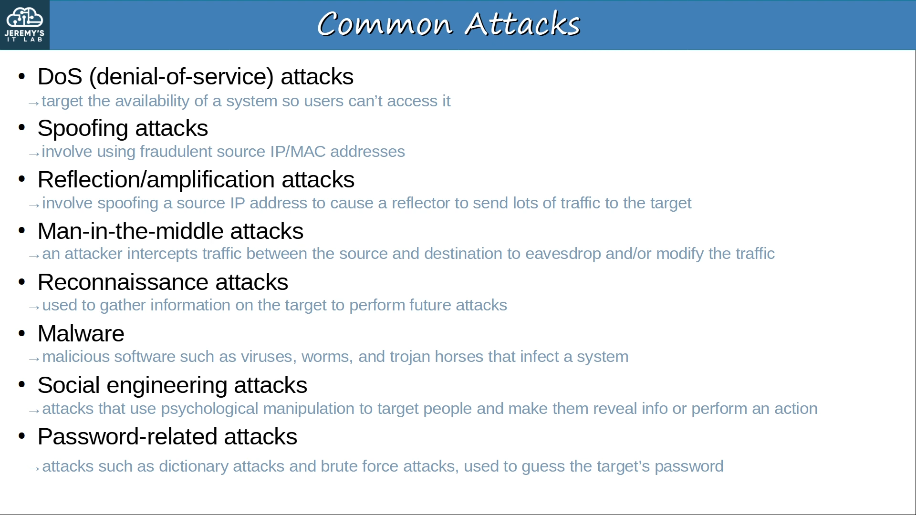 JEREMY'S
IT LAB
Common Attacks
• DoS (denial-of-service) attacks
→target the availability of a system so users can't access it
• Spoofing attacks
→involve using fraudulent source IP/MAC addresses
• Reflection/amplification attacks
→involve spoofing a source IP address to cause a reflector to send lots of traffic to the target
• Man-in-the-middle attacks
→an attacker intercepts traffic between the source and destination to eavesdrop and/or modify the traffic
• Reconnaissance attacks
→used to gather information on the target to perform future attacks
• Malware
→malicious software such as viruses, worms, and trojan horses that infect a system
• Social engineering attacks
→attacks that use psychological manipulation to target people and make them reveal info or perform an action
• Password-related attacks
→attacks such as dictionary attacks and brute force attacks, used to guess the target's password